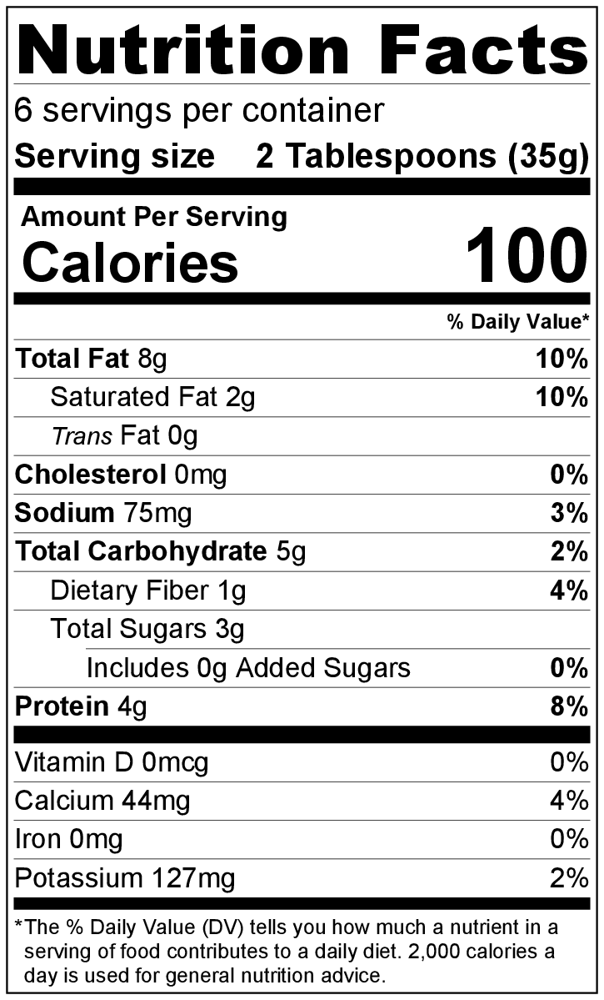 Nutrition Facts
6 servings per container
Serving size 2 Tablespoons (35g)
Amount Per Serving
Calories 100
% Daily Value*
Total Fat 8g 10%
Saturated Fat 2g 10%
Trans Fat 0g
Cholesterol 0mg 0%
Sodium 75mg 3%
Total Carbohydrate 5g 2%
Dietary Fiber 1g 4%
Total Sugars 3g
Includes 0g Added Sugars 0%
Protein 4g 8%
Vitamin D 0mcg 0%
Calcium 44mg 4%
Iron 0mg 0%
Potassium 127mg 2%
*The % Daily Value (DV) tells you how much a nutrient in a
serving of food contributes to a daily diet. 2,000 calories a
day is used for general nutrition advice.